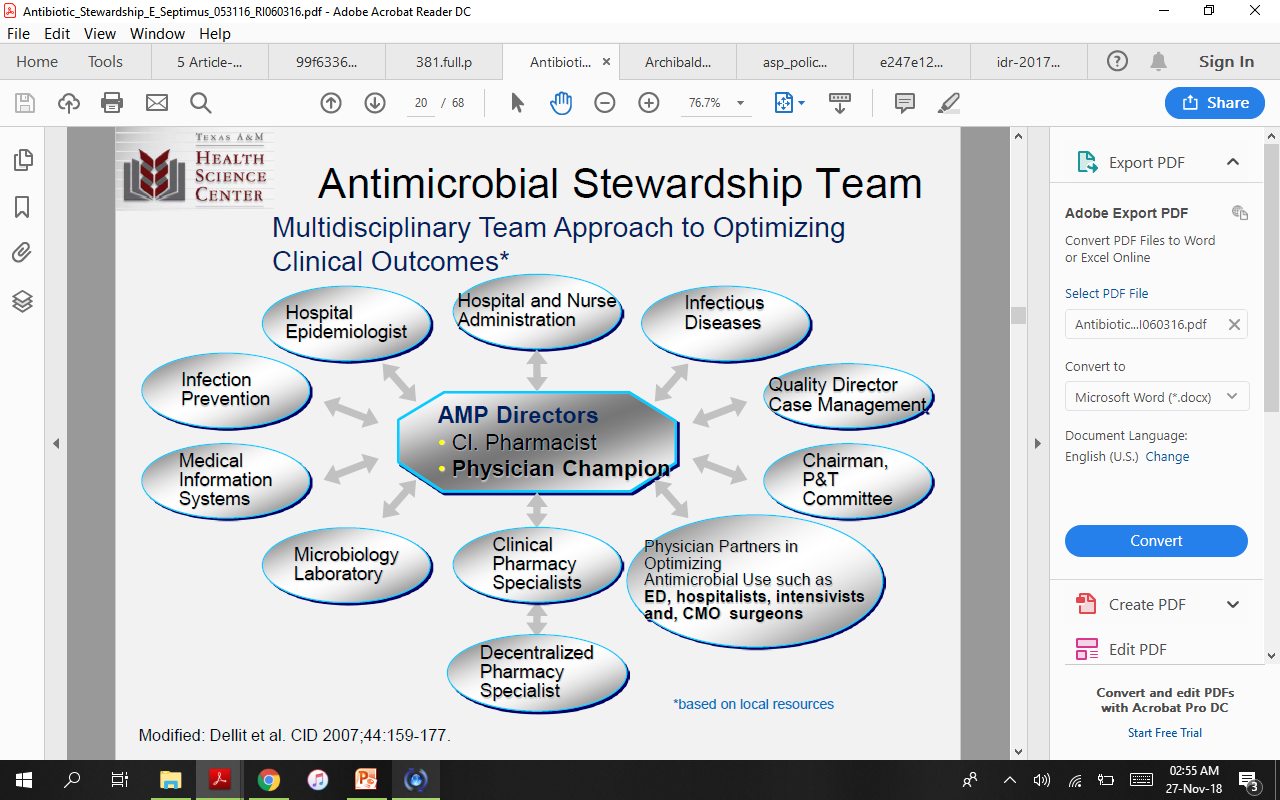 Antibiotic_Stewardship_E_Septimus_053116_RI060316.pdf - Adobe Acrobat Reader DC
File Edit View Window Help
Home Tools 5 Article-... 99f6336... 381.full.p Antibioti... × Archibald... asp_polic... e247e12... idr-2017... Sign In
20 / 68 76.7% Share
TEXAS A&M
HEALTH
SCIENCE
CENTER
Antimicrobial Stewardship Team
Multidisciplinary Team Approach to Optimizing
Clinical Outcomes*
Hospital
Epidemiologist
Hospital and Nurse
Administration
Infectious
Diseases
Infection
Prevention
Quality Director
Case Management
AMP Directors
• Cl. Pharmacist
• Physician Champion
Medical
Information
Systems
Chairman,
P&T
Committee
Microbiology
Laboratory
Clinical
Pharmacy
Specialists
Physician Partners in
Optimizing
Antimicrobial Use such as
ED, hospitalists, intensivists
and, CMO surgeons
Decentralized
Pharmacy
Specialist
*based on local resources
Modified: Dellit et al. CID 2007;44:159-177.
Export PDF
Adobe Export PDF
Convert PDF Files to Word
or Excel Online
Select PDF File
Antibiotic...I060316.pdf
Convert to
Microsoft Word (*.docx)
Document Language:
English (U.S.) Change
Convert
Create PDF
Edit PDF
Convert and edit PDFs
with Acrobat Pro DC
Start Free Trial
02:55 AM
27-Nov-18
3